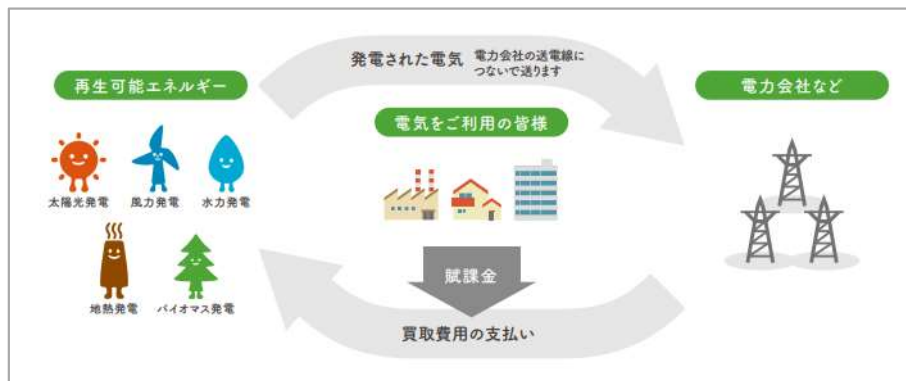 発電された電気 電力会社の送電線に
つないで送ります
再生可能エネルギー
電力会社など
電気をご利用の皆様
太陽光発電 風力発電 水力発電
地熱発電 バイオマス発電
賦課金
買取費用の支払い